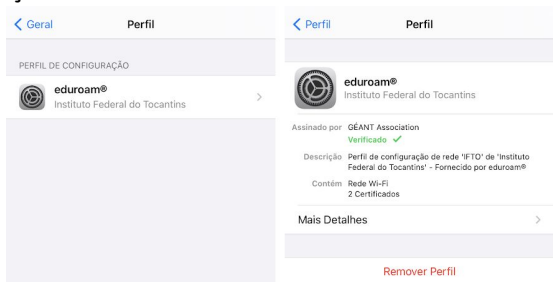 Geral
Perfil
PERFIL DE CONFIGURAÇÃO
eduroam®
Instituto Federal do Tocantins
Perfil
Perfil
eduroam®
Instituto Federal do Tocantins
Assinado por GÉANT Association
Verificado ✓
Descrição Perfil de configuração de rede 'IFTO' de 'Instituto
Federal do Tocantins' - Fornecido por eduroam®
Contém Rede Wi-Fi
2 Certificados
Mais Detalhes
Remover Perfil